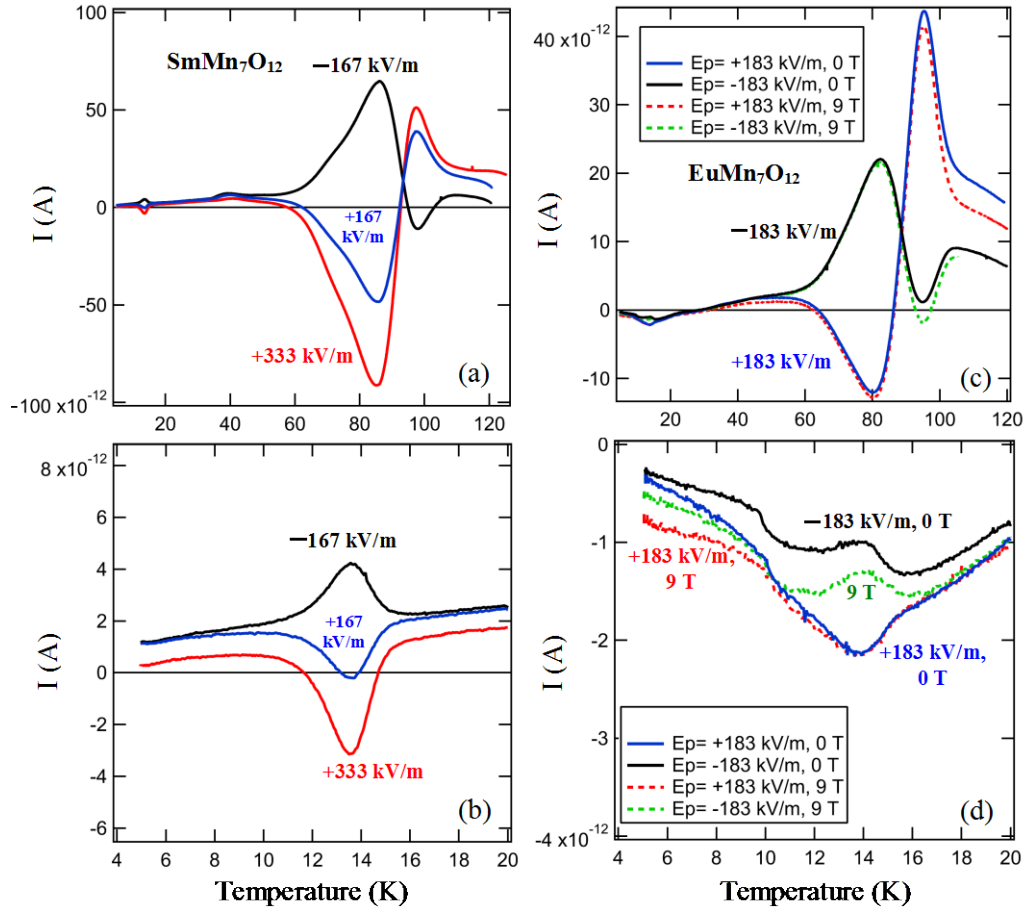 100
SmMn7O12
−167 kV/m
50
I (A)
0
+167
kV/m
-50
+333 kV/m
(a)
-100 x10-12
20
40
60
80
100
120
40 x10-12
Ep= +183 kV/m, 0 T
Ep= -183 kV/m, 0 T
Ep= +183 kV/m, 9 T
Ep= -183 kV/m, 9 T
30
EuMn7O12
20
I (A)
−183 kV/m
10
0
+183 kV/m
-10
(c)
20
40
60
80
100
120
8 x10-12
6
−167 kV/m
4
2
+167
kV/m
I (A)
0
-2
+333 kV/m
-4
(b)
-6
4
6
8
10
12
14
16
18
20
Temperature (K)
0
−183 kV/m, 0 T
-1
+183 kV/m,
9 T
9 T
I (A)
-2
+183 kV/m,
0 T
-3
Ep= +183 kV/m, 0 T
Ep= -183 kV/m, 0 T
Ep= +183 kV/m, 9 T
Ep= -183 kV/m, 9 T
(d)
-4 x10-12
4
6
8
10
12
14
16
18
20
Temperature (K)